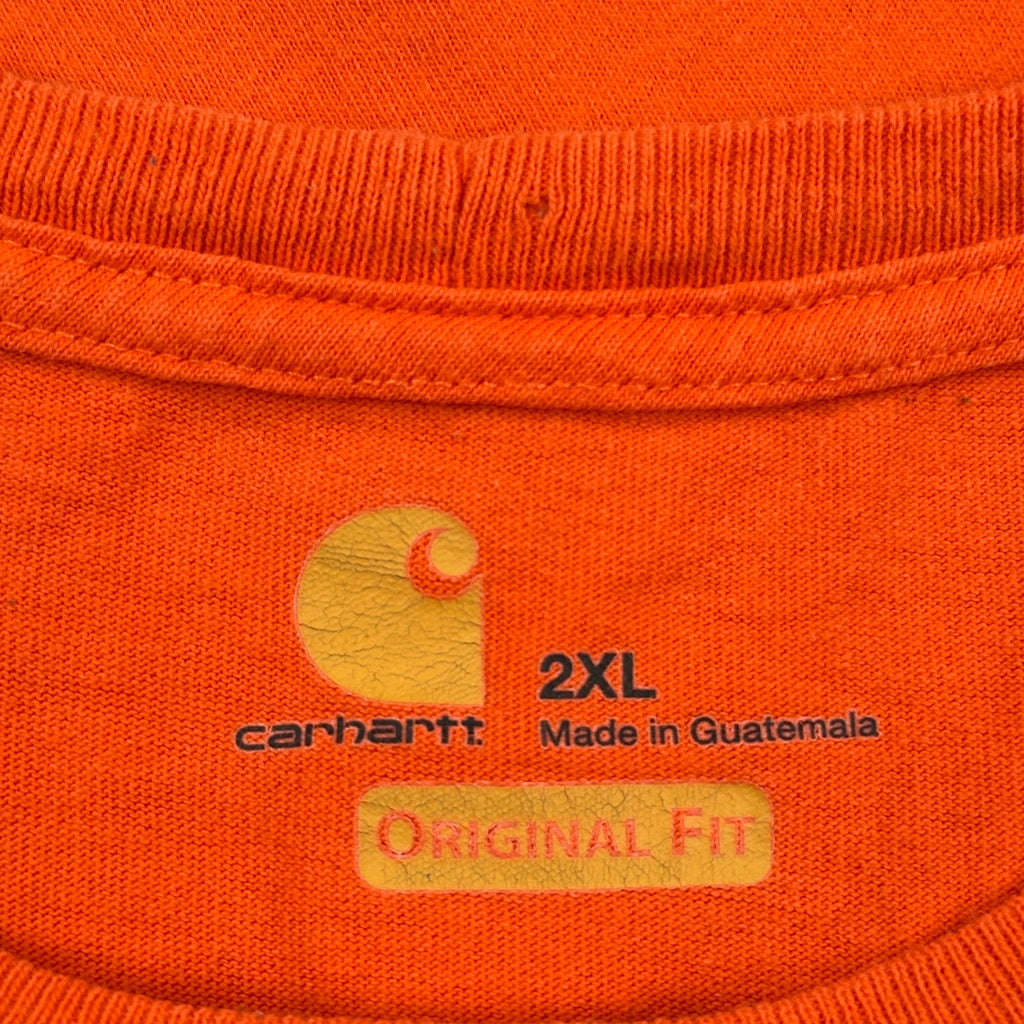 carhartt.
2XL
Made in Guatemala
ORIGINAL FIT